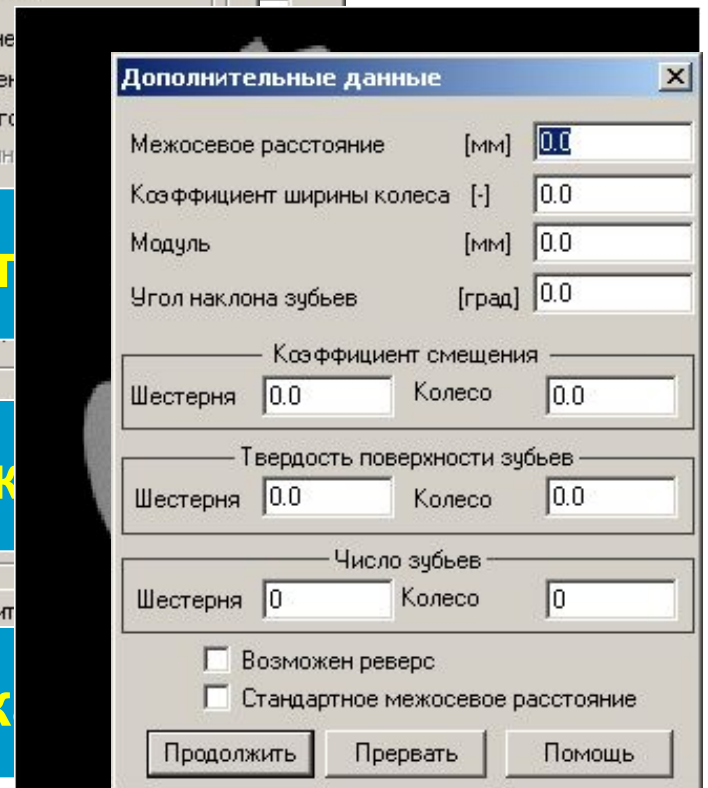 Дополнительные данные
Межосевое расстояние [мм] 0.0
Коэффициент ширины колеса [-] 0.0
Модуль [мм] 0.0
Угол наклона зубьев [град] 0.0
Коэффициент смещения
Шестерня 0.0 Колесо 0.0
Твердость поверхности зубьев
Шестерня 0.0 Колесо 0.0
Число зубьев
Шестерня 0 Колесо 0
Возможен реверс
Стандартное межосевое расстояние
Продолжить Прервать Помощь